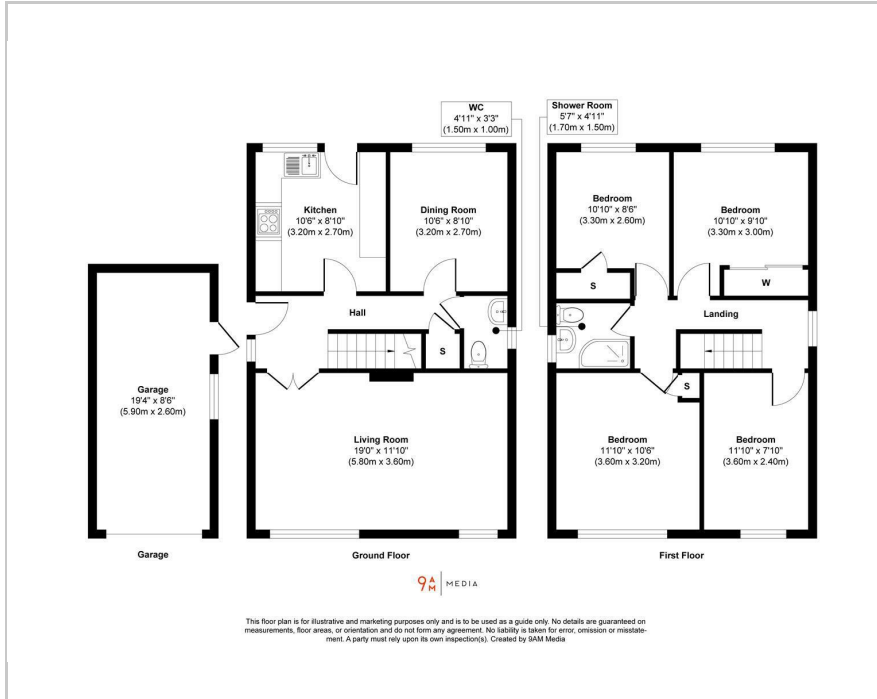 WC
4'11" x 3'3"
(1.50m x 1.00m)
Shower Room
5'7" x 4'11"
(1.70m x 1.50m)
Kitchen
10'6" x 8'10"
(3.20m x 2.70m)
Dining Room
10'6" x 8'10"
(3.20m x 2.70m)
Bedroom
10'10" x 8'6"
(3.30m x 2.60m)
Bedroom
10'10" x 9'10"
(3.30m x 3.00m)
S
W
Hall
Landing
S
S
Garage
19'4" x 8'6"
(5.90m x 2.60m)
Living Room
19'0" x 11'10"
(5.80m x 3.60m)
Bedroom
11'10" x 10'6"
(3.60m x 3.20m)
Bedroom
11'10" x 7'10"
(3.60m x 2.40m)
Garage
Ground Floor
First Floor
9AM MEDIA
This floor plan is for illustrative and marketing purposes only and is to be used as a guide only. No details are guaranteed on
measurements, floor areas, or orientation and do not form any agreement. No liability is taken for error, omission or misstate-
ment. A party must rely upon its own inspection(s). Created by 9AM Media